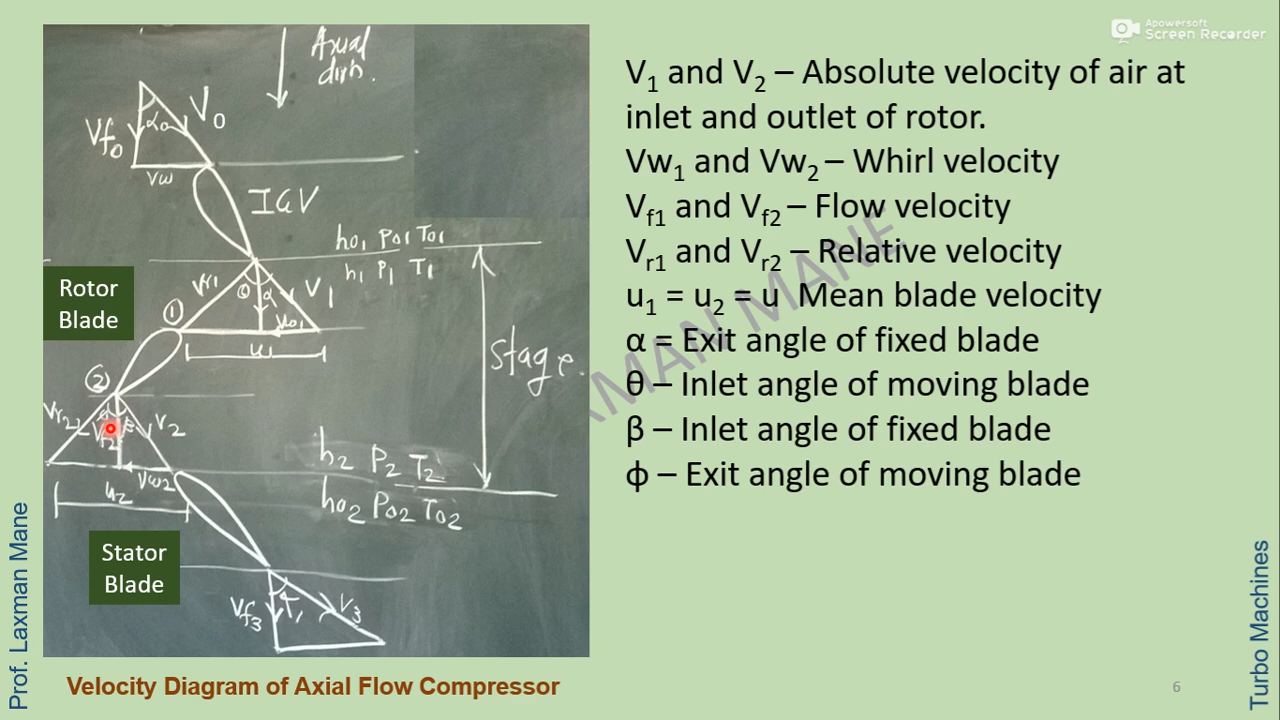 Apowersoft
Screen Recorder
Axial
dirn.
V0
α0
Vf0
Vw
IGV
h01 P01 T01
h1 P1 T1
Rotor
Blade
Vr1
θ
α
V1
①
u1
Stage.
②
Vr2
Vf2
β
V2
Vw2
u2
h2 P2 T2
h02 P02 T02
Stator
Blade
Vf3
V3
Velocity Diagram of Axial Flow Compressor
V1 and V2 – Absolute velocity of air at
inlet and outlet of rotor.
Vw1 and Vw2 – Whirl velocity
Vf1 and Vf2 – Flow velocity
Vr1 and Vr2 – Relative velocity
u1 = u2 = u Mean blade velocity
α = Exit angle of fixed blade
θ – Inlet angle of moving blade
β – Inlet angle of fixed blade
ф – Exit angle of moving blade
Prof. Laxman Mane
Turbo Machines
6